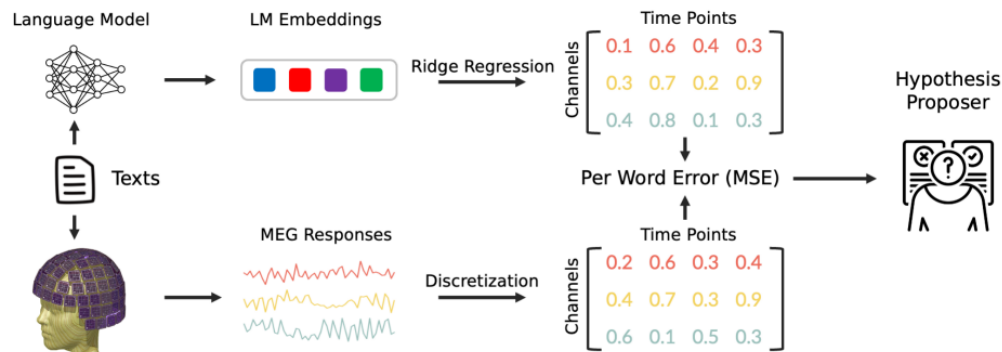 Language Model
LM Embeddings
Ridge Regression
Time Points
Channels
0.1 0.6 0.4 0.3
0.3 0.7 0.2 0.9
0.4 0.8 0.1 0.3
Hypothesis
Proposer
?
Texts
Per Word Error (MSE)
MEG Responses
Discretization
Time Points
Channels
0.2 0.6 0.3 0.4
0.4 0.7 0.3 0.9
0.6 0.1 0.5 0.3